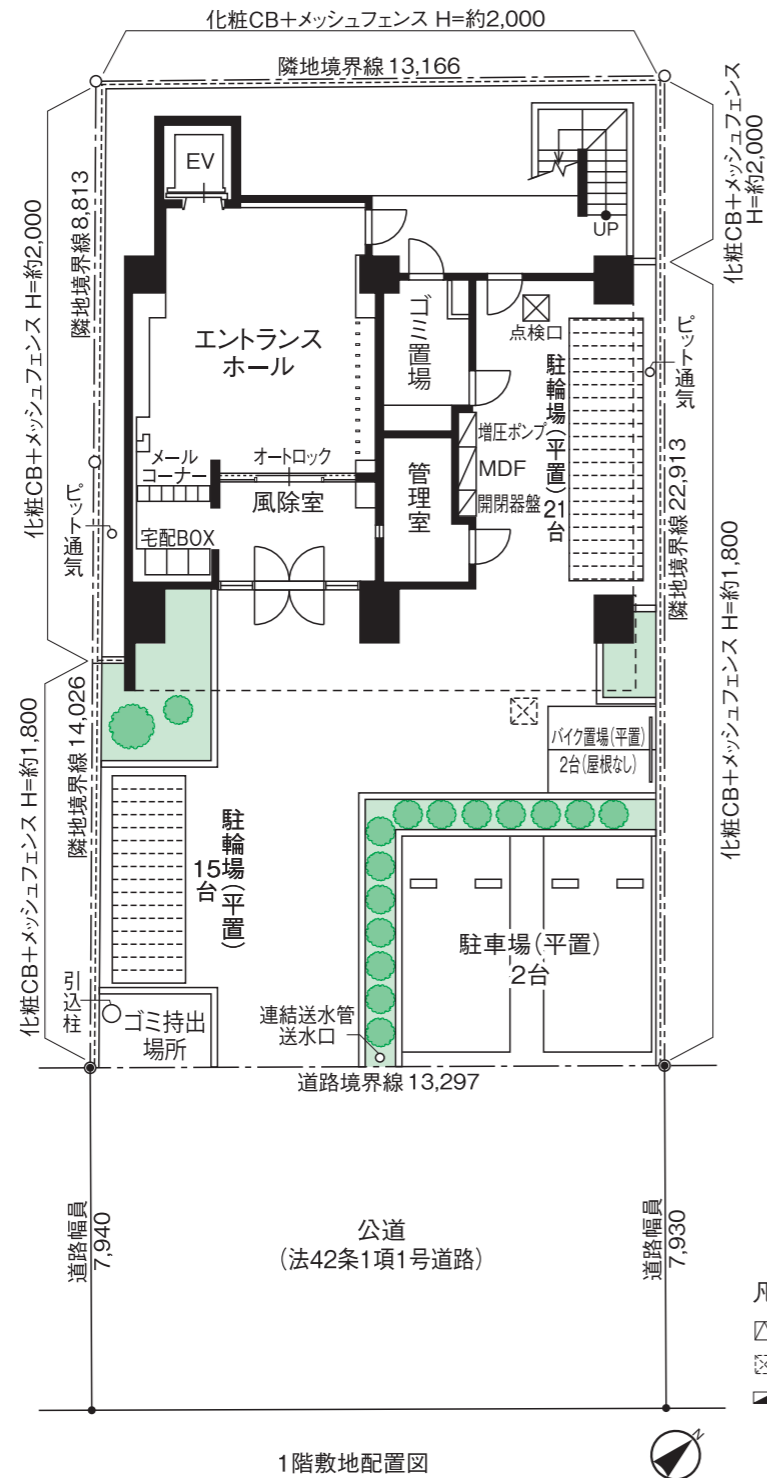 化粧CB+メッシュフェンス H=約2,000
隣地境界線13,166
化粧CB+メッシュフェンス
H=約2,000
化粧CB+メッシュフェンス H=約2,000
隣地境界線8,813
EV
UP
エントランス
ホール
ゴミ置場
点検口
駐輪場(平置)
21台
ピット通気
増圧ポンプ
MDF
開閉器盤
メール
コーナー
オートロック
風除室
管理室
宅配BOX
ピット通気
隣地境界線22,913
化粧CB+メッシュフェンス H=約1,800
化粧CB+メッシュフェンス H=約1,800
隣地境界線14,026
バイク置場(平置)
2台(屋根なし)
駐輪場(平置)
15台
駐車場(平置)
2台
引込柱
ゴミ持出
場所
連結送水管
送水口
道路境界線13,297
道路幅員
7,940
公道
(法42条1項1号道路)
道路幅員
7,930
凡
1階敷地配置図
N